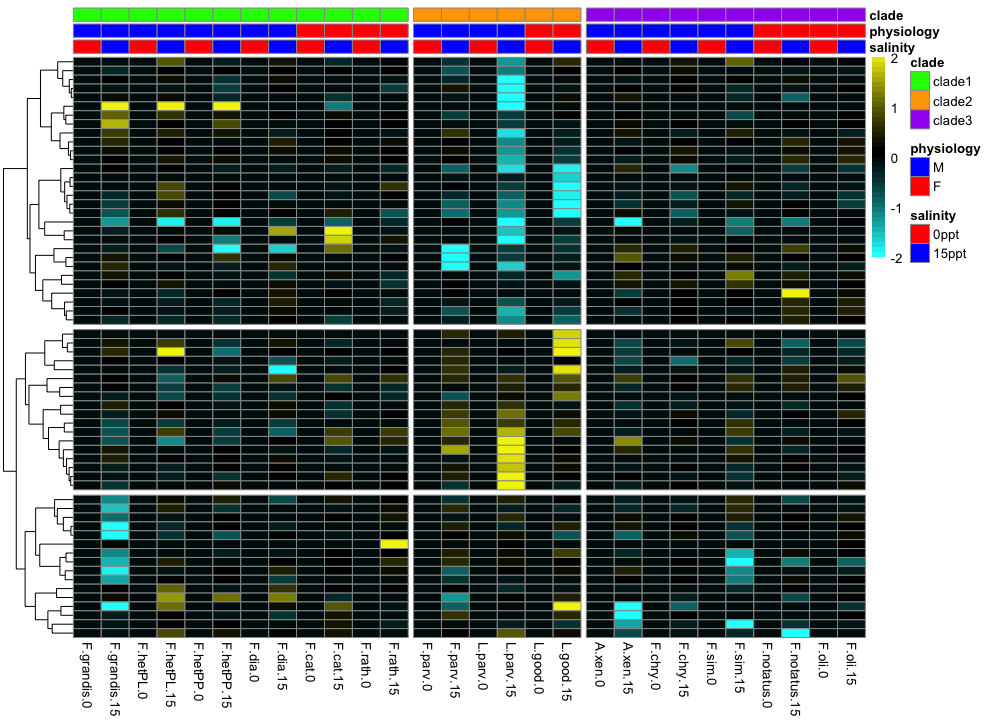 clade
physiology
salinity
2
1
0
-1
-2
clade
clade1
clade2
clade3
physiology
M
F
salinity
0ppt
15ppt
F.grandis.0
F.grandis.15
F.hetPL.0
F.hetPL.15
F.hetPP.0
F.hetPP.15
F.dia.0
F.dia.15
F.cat.0
F.cat.15
F.rath.0
F.rath.15
F.parv.0
F.parv.15
L.parv.0
L.parv.15
L.good.0
L.good.15
A.xen.0
A.xen.15
F.chry.0
F.chry.15
F.sim.0
F.sim.15
F.notatus.0
F.notatus.15
F.oli.0
F.oli.15